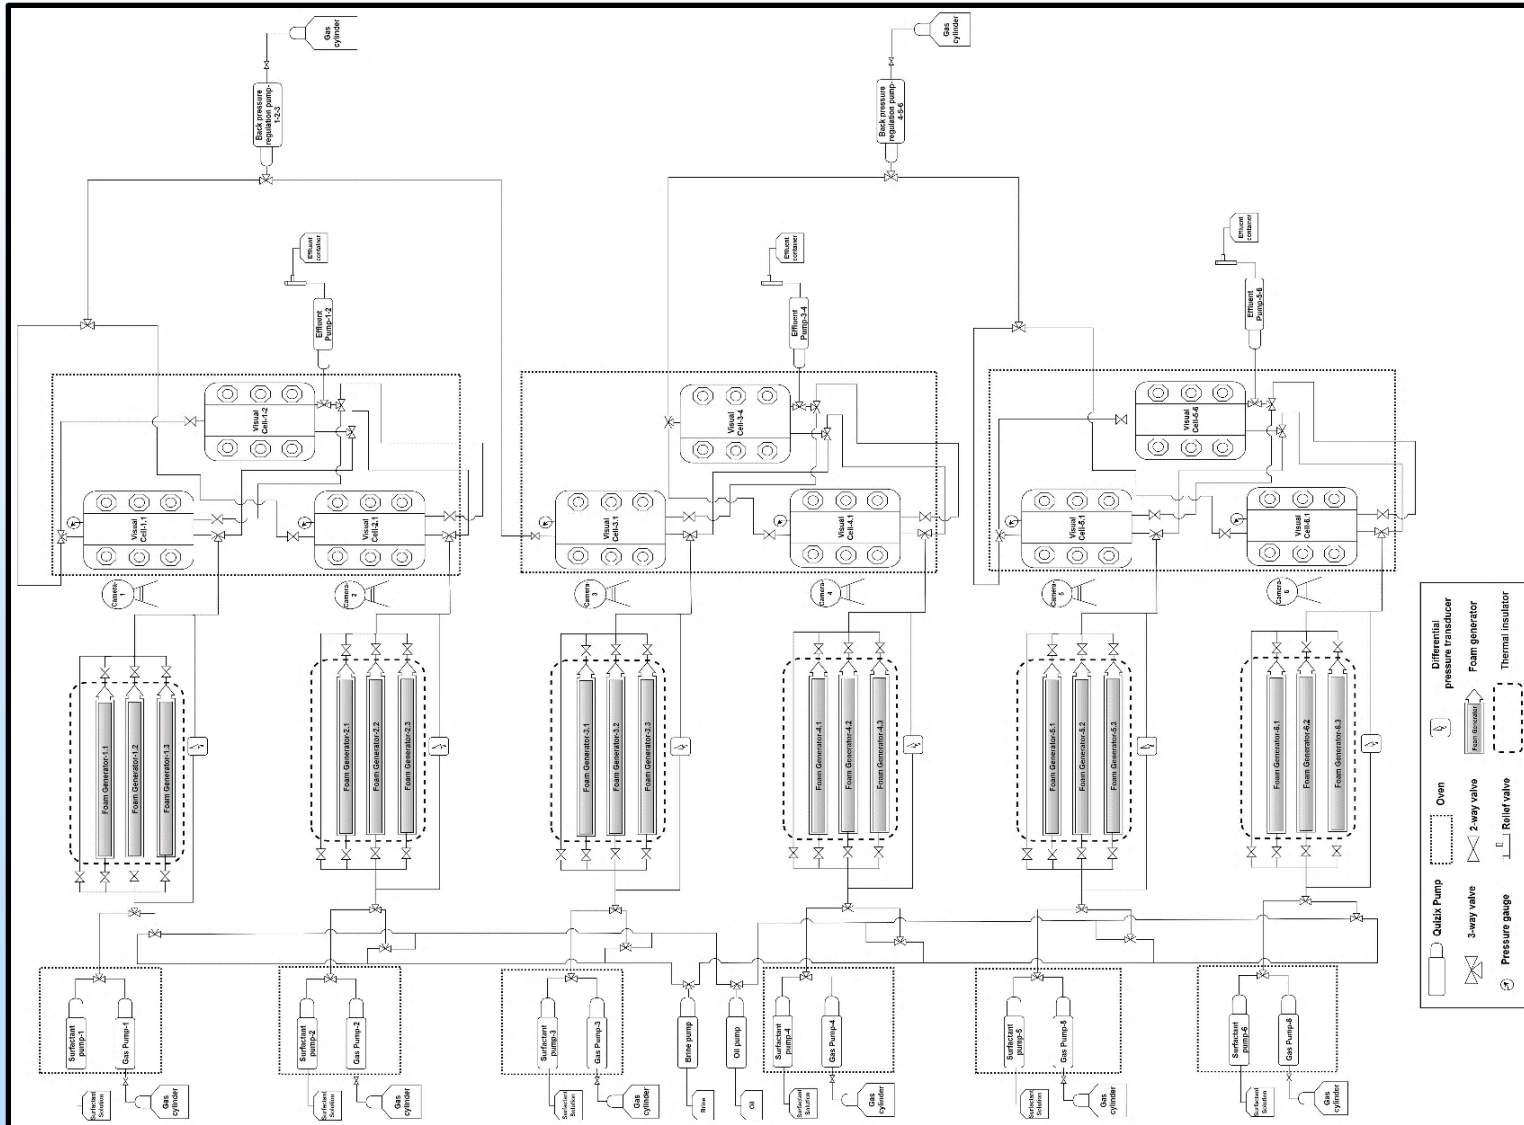 Gas
cylinder
Gas
cylinder
Back pressure
regulation pump-
1-2-3
Back pressure
regulation pump-
4-5-6
Effluent
container
Effluent
container
Effluent
container
Effluent
Pump-1-2
Effluent
Pump-3-4
Effluent
Pump-5-6
Visual
Cell-1-2
Visual
Cell-3-4
Visual
Cell-5-6
Visual
Cell-1.1
Visual
Cell-2.1
Visual
Cell-3.1
Visual
Cell-4.1
Visual
Cell-5.1
Visual
Cell-6.1
Camera-
1
Camera-
2
Camera-
3
Camera-
4
Camera-
5
Camera-
6
Foam Generator-1.1
Foam Generator-1.2
Foam Generator-1.3
Foam Generator-2.1
Foam Generator-2.2
Foam Generator-2.3
Foam Generator-3.1
Foam Generator-3.2
Foam Generator-3.3
Foam Generator-4.1
Foam Generator-4.2
Foam Generator-4.3
Foam Generator-5.1
Foam Generator-5.2
Foam Generator-5.3
Foam Generator-6.1
Foam Generator-6.2
Foam Generator-6.3
Surfactant
pump-1
Gas Pump-1
Surfactant
pump-2
Gas Pump-2
Surfactant
pump-3
Gas Pump-3
Brine pump
Oil pump
Surfactant
pump-4
Gas Pump-4
Surfactant
pump-5
Gas Pump-5
Surfactant
pump-6
Gas Pump-6
Surfactant
Solution
Gas
cylinder
Surfactant
Solution
Gas
cylinder
Surfactant
Solution
Gas
cylinder
Brine
Oil
Surfactant
Solution
Gas
cylinder
Surfactant
Solution
Gas
cylinder
Surfactant
Solution
Gas
cylinder
Quizix Pump
Oven
Differential
pressure transducer
3-way valve
2-way valve
Foam Generator
Foam generator
Pressure gauge
Relief valve
Thermal insulator